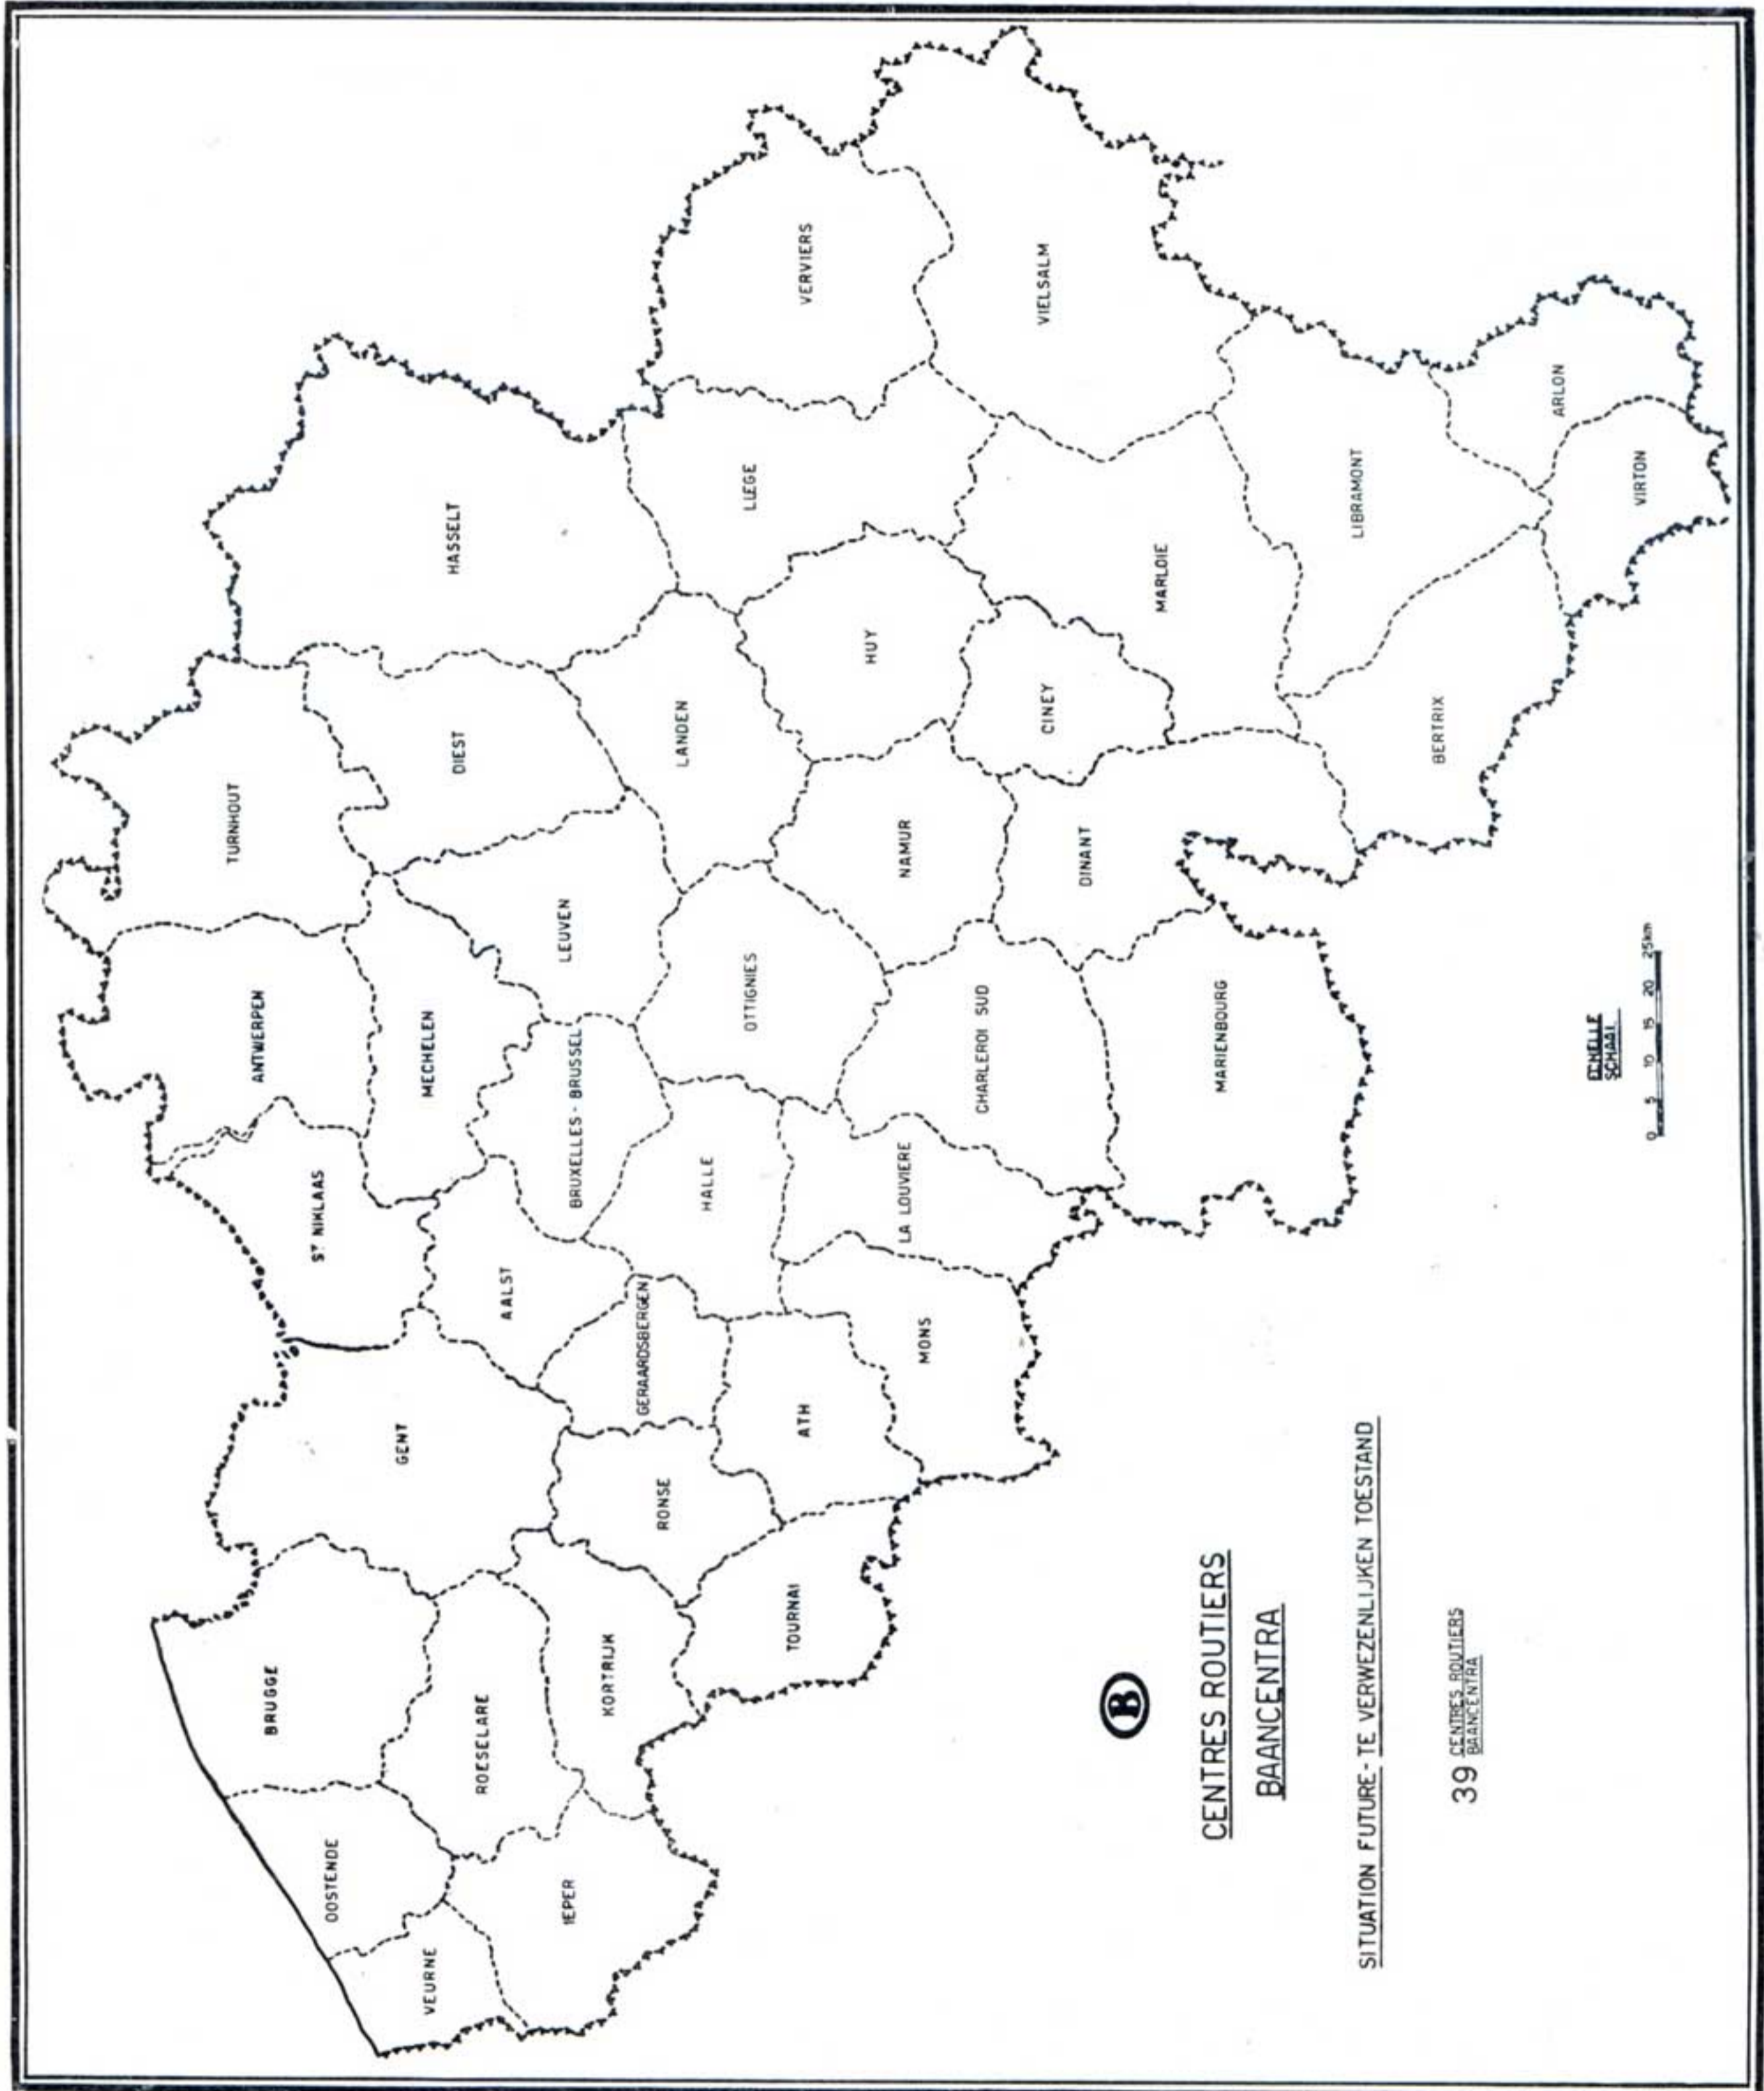 VEURNE
OOSTENDE
BRUGGE
IEPER
ROESELARE
KORTRIJK
TOURNAI
GENT
RONSE
ATH
MONS
ST NIKLAAS
AALST
GERAARDSBERGEN
HALLE
LA LOUVIERE
ANTWERPEN
MECHELEN
BRUXELLES - BRUSSEL
OTTIGNIES
CHARLEROI SUD
MARIENBOURG
TURNHOUT
DIEST
LEUVEN
LANDEN
NAMUR
DINANT
HASSELT
LIEGE
HUY
CINEY
MARLOIE
BERTRIX
VERVIERS
VIELSALM
LIBRAMONT
ARLON
VIRTON
B
CENTRES ROUTIERS
BAANCENTRA
SITUATION FUTURE - TE VERWEZENLIJKEN TOESTAND
39 CENTRES ROUTIERS
BAANCENTRA
ECHELLE
SCHAAL
0 5 10 15 20 25km